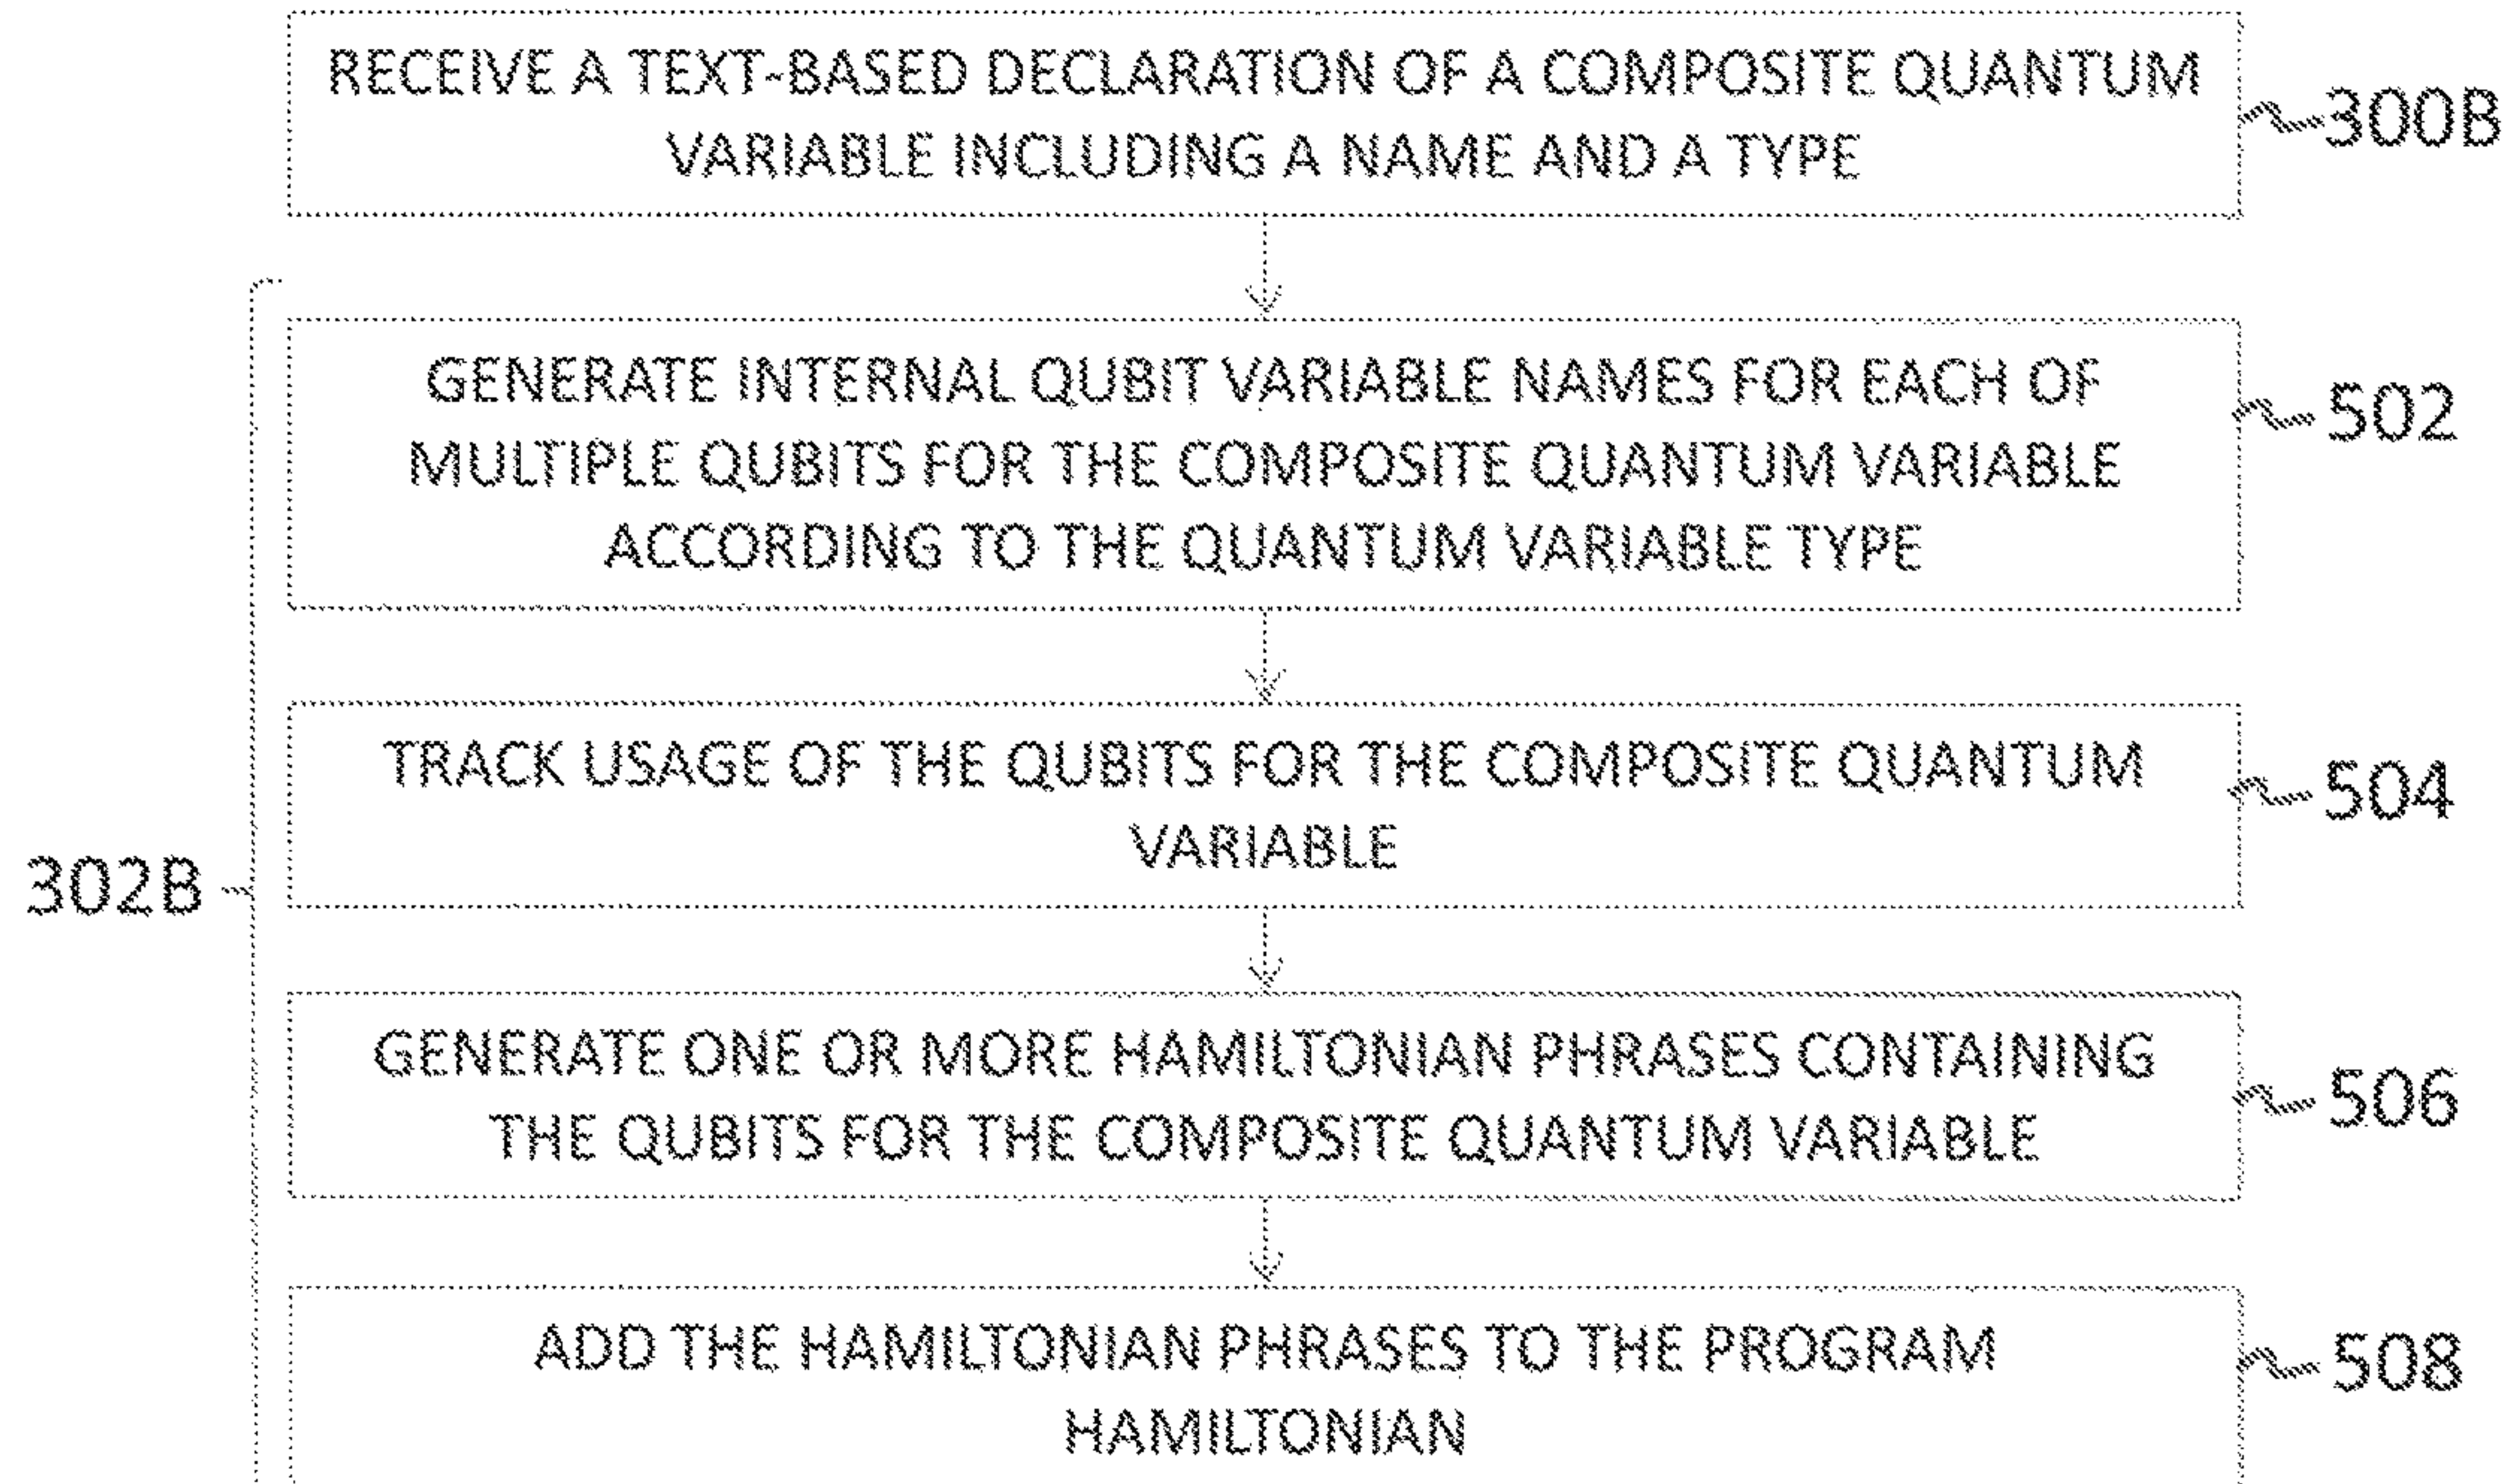 RECEIVE A TEXT-BASED DECLARATION OF A COMPOSITE QUANTUM
VARIABLE INCLUDING A NAME AND A TYPE
300B
GENERATE INTERNAL QUBIT VARIABLE NAMES FOR EACH OF
MULTIPLE QUBITS FOR THE COMPOSITE QUANTUM VARIABLE
ACCORDING TO THE QUANTUM VARIABLE TYPE
502
TRACK USAGE OF THE QUBITS FOR THE COMPOSITE QUANTUM
VARIABLE
504
302B
GENERATE ONE OR MORE HAMILTONIAN PHRASES CONTAINING
THE QUBITS FOR THE COMPOSITE QUANTUM VARIABLE
506
ADD THE HAMILTONIAN PHRASES TO THE PROGRAM
HAMILTONIAN
508